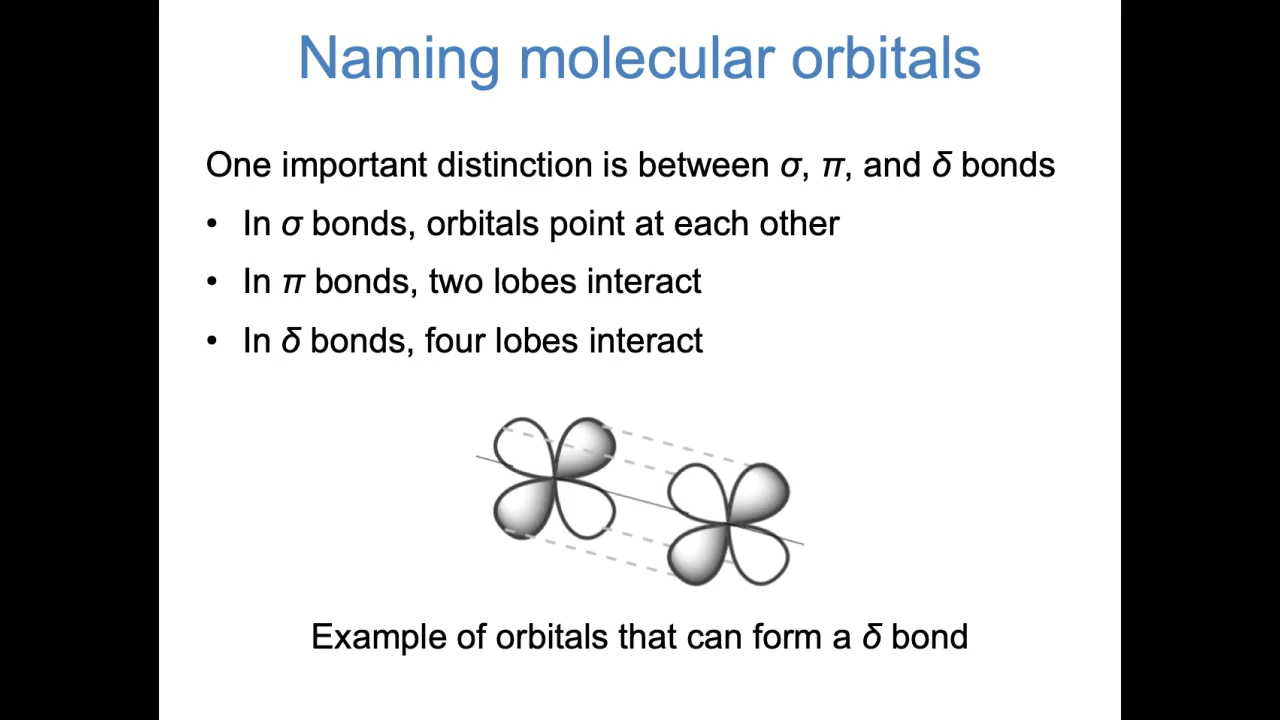 Naming molecular orbitals
One important distinction is between σ, π, and δ bonds
• In σ bonds, orbitals point at each other
• In π bonds, two lobes interact
• In δ bonds, four lobes interact
Example of orbitals that can form a δ bond